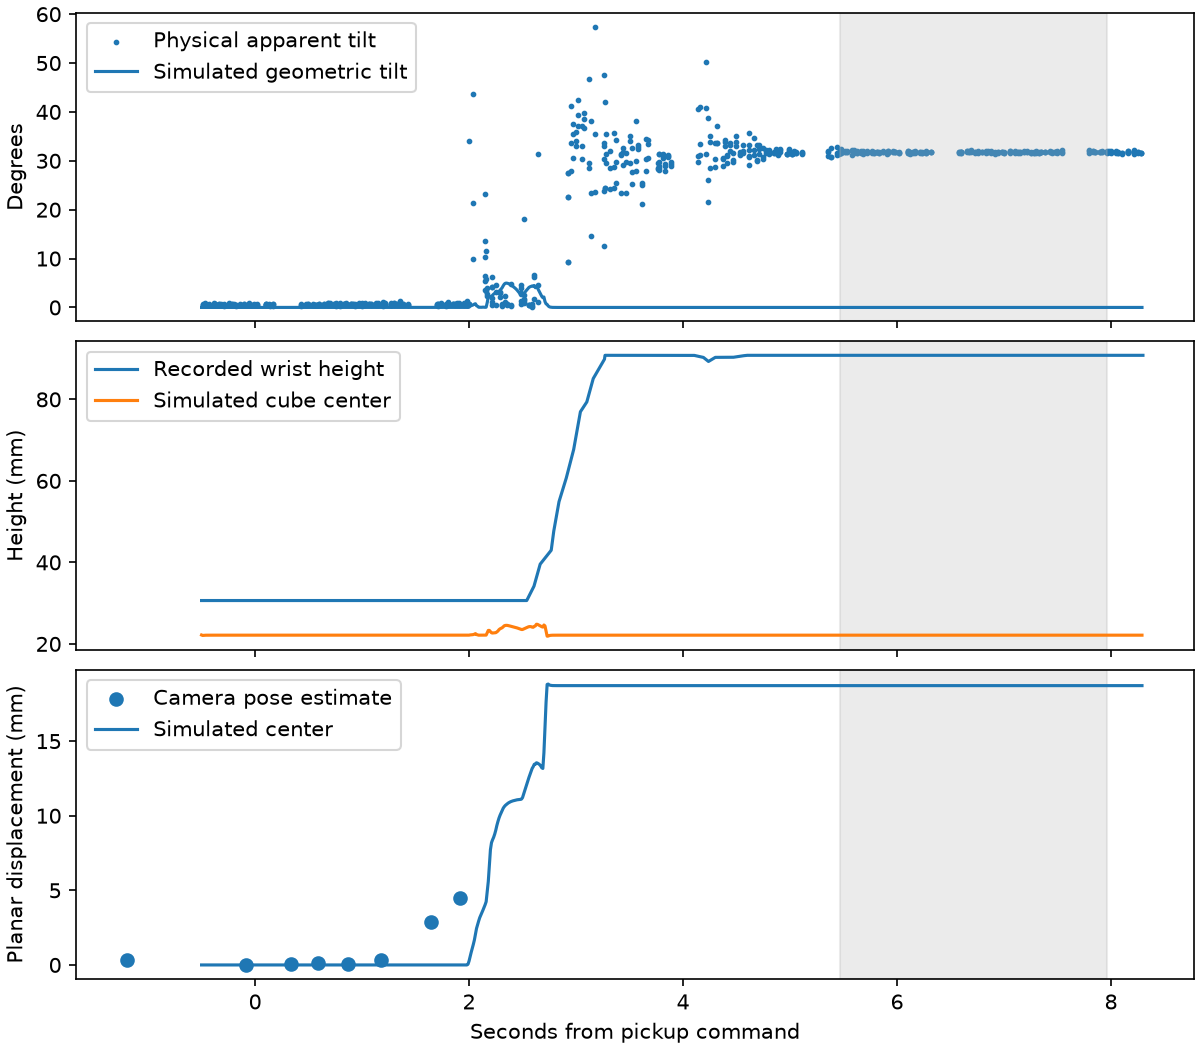 60
50
40
30
20
10
0
Degrees
Physical apparent tilt
Simulated geometric tilt
80
60
40
20
Height (mm)
Recorded wrist height
Simulated cube center
15
10
5
0
Planar displacement (mm)
Camera pose estimate
Simulated center
0 2 4 6 8
Seconds from pickup command